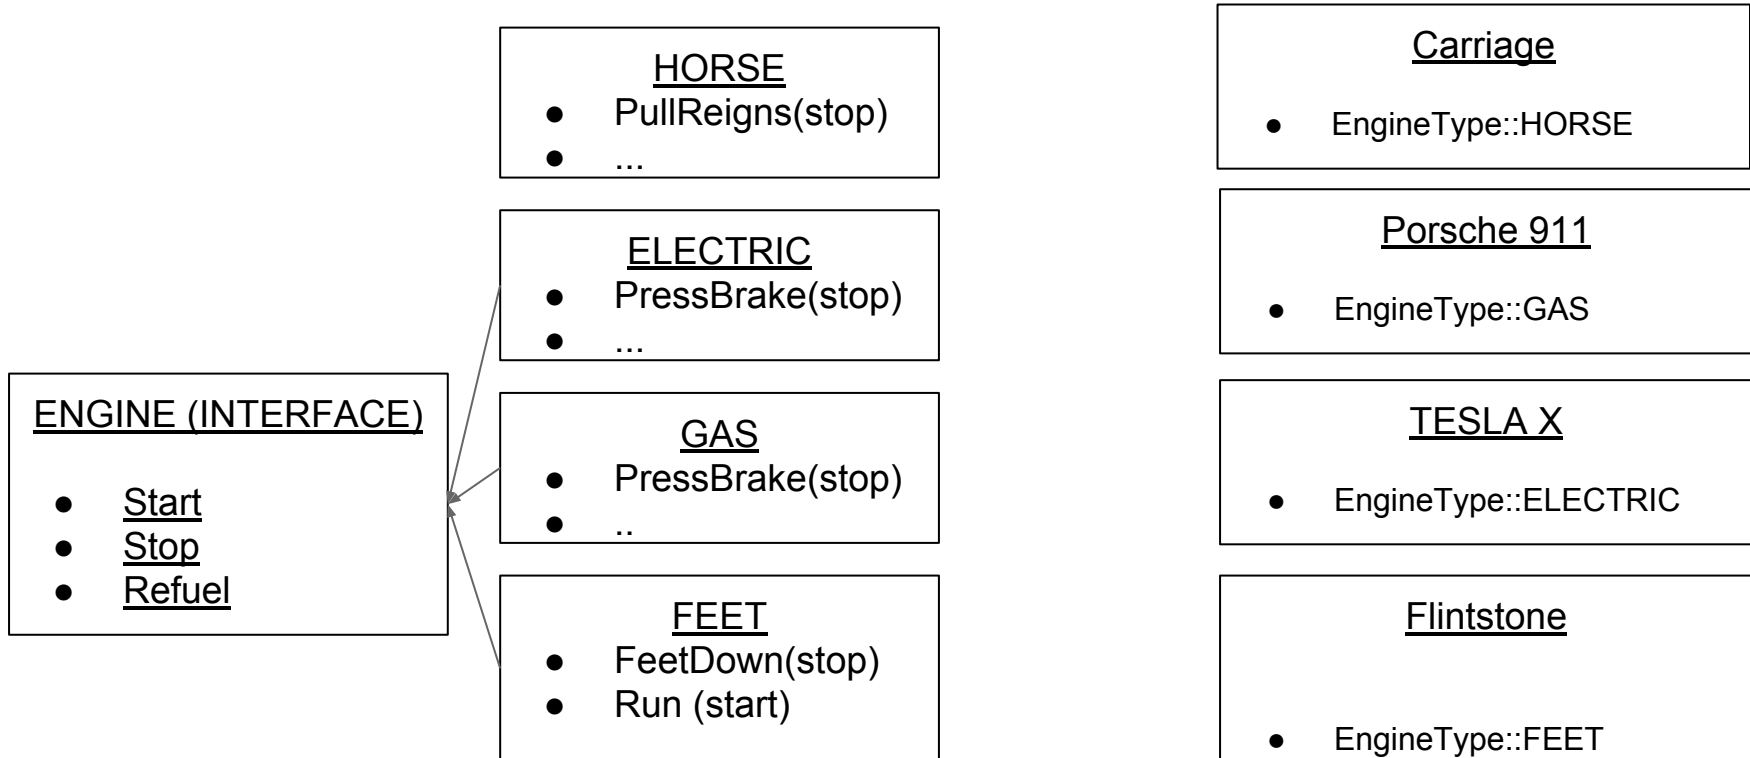 ENGINE (INTERFACE)
● Start
● Stop
● Refuel
HORSE
● PullReigns(stop)
● ...
ELECTRIC
● PressBrake(stop)
● ...
GAS
● PressBrake(stop)
● ..
FEET
● FeetDown(stop)
● Run (start)
Carriage
● EngineType::HORSE
Porsche 911
● EngineType::GAS
TESLA X
● EngineType::ELECTRIC
Flintstone
● EngineType::FEET